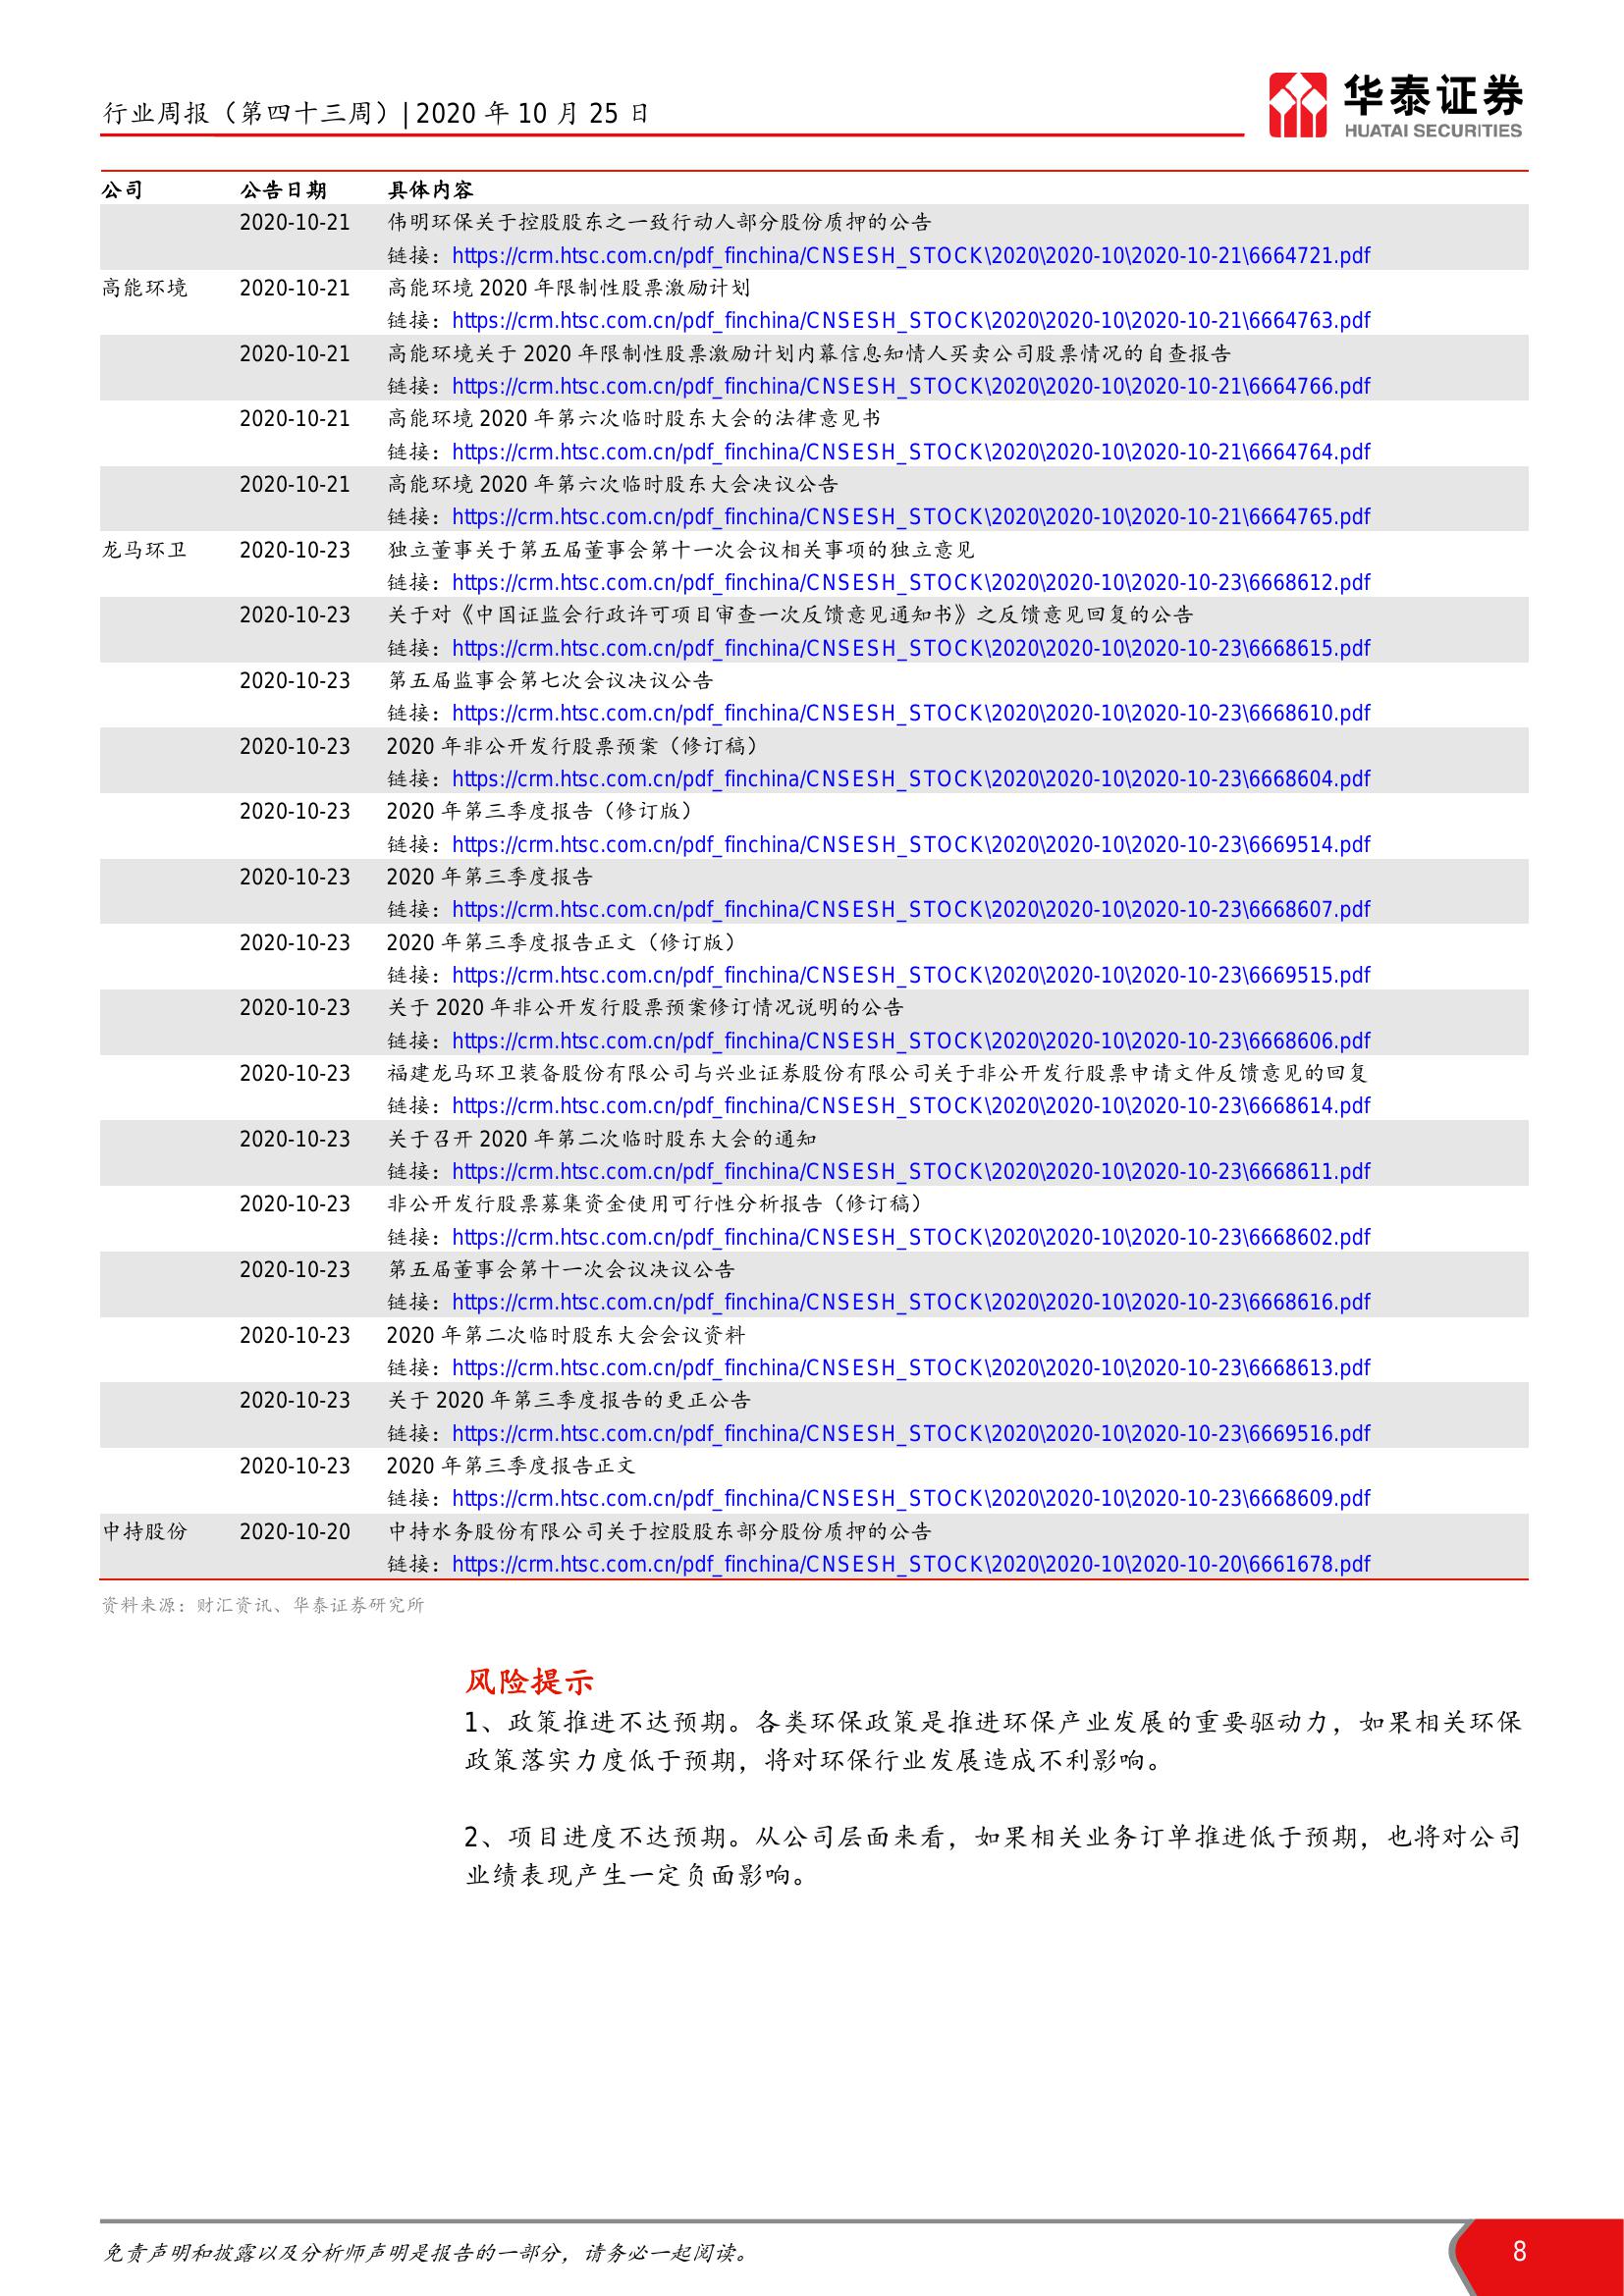 行业周报（第四十三周）| 2020 年 10 月 25 日
华泰证券
HUATAI SECURITIES
公司 公告日期 具体内容
2020-10-21 伟明环保关于控股股东之一致行动人部分股份质押的公告
链接：https://crm.htsc.com.cn/pdf_finchina/CNSESH_STOCK\2020\2020-10\2020-10-21\6664721.pdf
高能环境 2020-10-21 高能环境 2020 年限制性股票激励计划
链接：https://crm.htsc.com.cn/pdf_finchina/CNSESH_STOCK\2020\2020-10\2020-10-21\6664763.pdf
2020-10-21 高能环境关于 2020 年限制性股票激励计划内幕信息知情人买卖公司股票情况的自查报告
链接：https://crm.htsc.com.cn/pdf_finchina/CNSESH_STOCK\2020\2020-10\2020-10-21\6664766.pdf
2020-10-21 高能环境 2020 年第六次临时股东大会的法律意见书
链接：https://crm.htsc.com.cn/pdf_finchina/CNSESH_STOCK\2020\2020-10\2020-10-21\6664764.pdf
2020-10-21 高能环境 2020 年第六次临时股东大会决议公告
链接：https://crm.htsc.com.cn/pdf_finchina/CNSESH_STOCK\2020\2020-10\2020-10-21\6664765.pdf
龙马环卫 2020-10-23 独立董事关于第五届董事会第十一次会议相关事项的独立意见
链接：https://crm.htsc.com.cn/pdf_finchina/CNSESH_STOCK\2020\2020-10\2020-10-23\6668612.pdf
2020-10-23 关于对《中国证监会行政许可项目审查一次反馈意见通知书》之反馈意见回复的公告
链接：https://crm.htsc.com.cn/pdf_finchina/CNSESH_STOCK\2020\2020-10\2020-10-23\6668615.pdf
2020-10-23 第五届监事会第七次会议决议公告
链接：https://crm.htsc.com.cn/pdf_finchina/CNSESH_STOCK\2020\2020-10\2020-10-23\6668610.pdf
2020-10-23 2020 年非公开发行股票预案（修订稿）
链接：https://crm.htsc.com.cn/pdf_finchina/CNSESH_STOCK\2020\2020-10\2020-10-23\6668604.pdf
2020-10-23 2020 年第三季度报告（修订版）
链接：https://crm.htsc.com.cn/pdf_finchina/CNSESH_STOCK\2020\2020-10\2020-10-23\6669514.pdf
2020-10-23 2020 年第三季度报告
链接：https://crm.htsc.com.cn/pdf_finchina/CNSESH_STOCK\2020\2020-10\2020-10-23\6668607.pdf
2020-10-23 2020 年第三季度报告正文（修订版）
链接：https://crm.htsc.com.cn/pdf_finchina/CNSESH_STOCK\2020\2020-10\2020-10-23\6669515.pdf
2020-10-23 关于 2020 年非公开发行股票预案修订情况说明的公告
链接：https://crm.htsc.com.cn/pdf_finchina/CNSESH_STOCK\2020\2020-10\2020-10-23\6668606.pdf
2020-10-23 福建龙马环卫装备股份有限公司与兴业证券股份有限公司关于非公开发行股票申请文件反馈意见的回复
链接：https://crm.htsc.com.cn/pdf_finchina/CNSESH_STOCK\2020\2020-10\2020-10-23\6668614.pdf
2020-10-23 关于召开 2020 年第二次临时股东大会的通知
链接：https://crm.htsc.com.cn/pdf_finchina/CNSESH_STOCK\2020\2020-10\2020-10-23\6668611.pdf
2020-10-23 非公开发行股票募集资金使用可行性分析报告（修订稿）
链接：https://crm.htsc.com.cn/pdf_finchina/CNSESH_STOCK\2020\2020-10\2020-10-23\6668602.pdf
2020-10-23 第五届董事会第十一次会议决议公告
链接：https://crm.htsc.com.cn/pdf_finchina/CNSESH_STOCK\2020\2020-10\2020-10-23\6668616.pdf
2020-10-23 2020 年第二次临时股东大会会议资料
链接：https://crm.htsc.com.cn/pdf_finchina/CNSESH_STOCK\2020\2020-10\2020-10-23\6668613.pdf
2020-10-23 关于 2020 年第三季度报告的更正公告
链接：https://crm.htsc.com.cn/pdf_finchina/CNSESH_STOCK\2020\2020-10\2020-10-23\6669516.pdf
2020-10-23 2020 年第三季度报告正文
链接：https://crm.htsc.com.cn/pdf_finchina/CNSESH_STOCK\2020\2020-10\2020-10-23\6668609.pdf
中持股份 2020-10-20 中持水务股份有限公司关于控股股东部分股份质押的公告
链接：https://crm.htsc.com.cn/pdf_finchina/CNSESH_STOCK\2020\2020-10\2020-10-20\6661678.pdf
资料来源：财汇资讯、华泰证券研究所
风险提示
1、政策推进不达预期。各类环保政策是推进环保产业发展的重要驱动力，如果相关环保
政策落实力度低于预期，将对环保行业发展造成不利影响。
2、项目进度不达预期。从公司层面来看，如果相关业务订单推进低于预期，也将对公司
业绩表现产生一定负面影响。
免责声明和披露以及分析师声明是报告的一部分，请务必一起阅读。
8